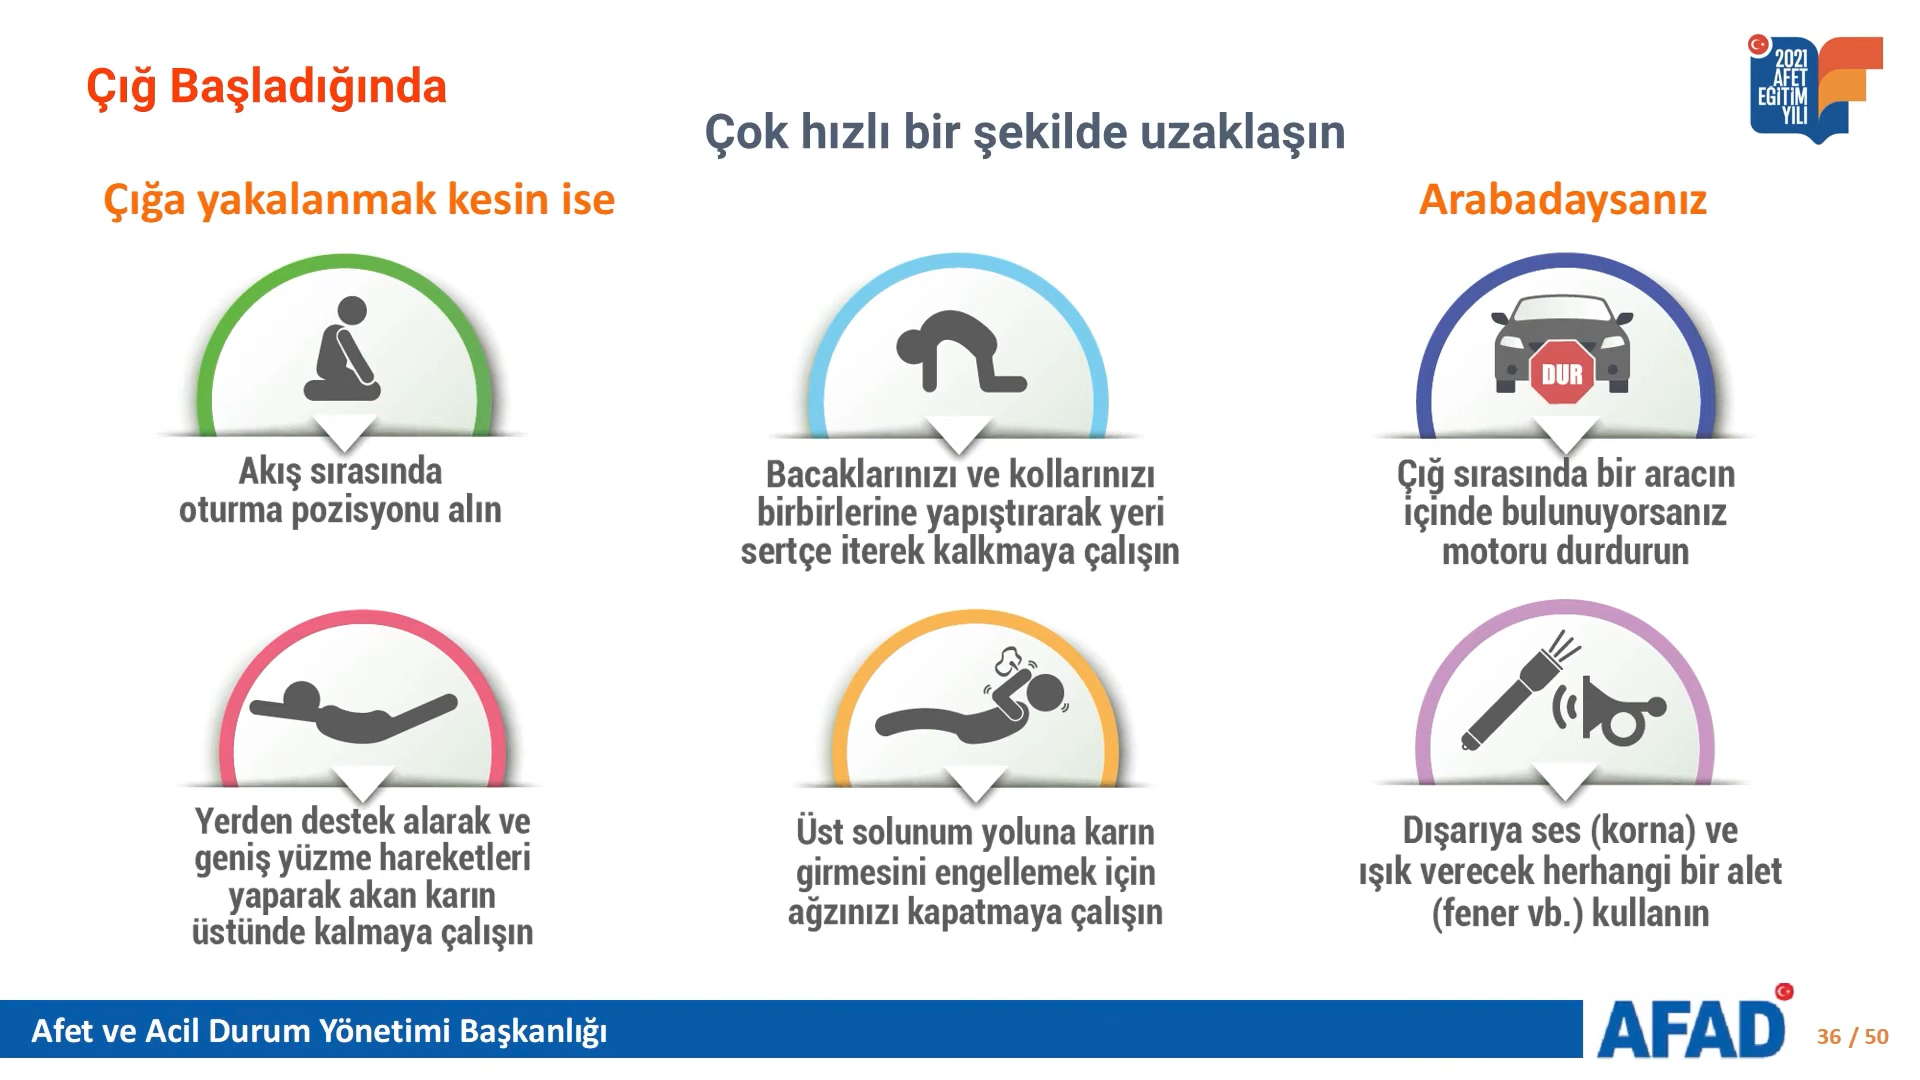 Çığ Başladığında
2021
AFET
EĞİTİM
YILI
Çok hızlı bir şekilde uzaklaşın
Çığa yakalanmak kesin ise
Arabadaysanız
Akış sırasında
oturma pozisyonu alın
Bacaklarınızı ve kollarınızı
birbirlerine yapıştırarak yeri
sertçe iterek kalkmaya çalışın
DUR
Çığ sırasında bir aracın
içinde bulunuyorsanız
motoru durdurun
Yerden destek alarak ve
geniş yüzme hareketleri
yaparak akan karın
üstünde kalmaya çalışın
Üst solunum yoluna karın
girmesini engellemek için
ağzınızı kapatmaya çalışın
Dışarıya ses (korna) ve
ışık verecek herhangi bir alet
(fener vb.) kullanın
Afet ve Acil Durum Yönetimi Başkanlığı
AFAD
36 / 50